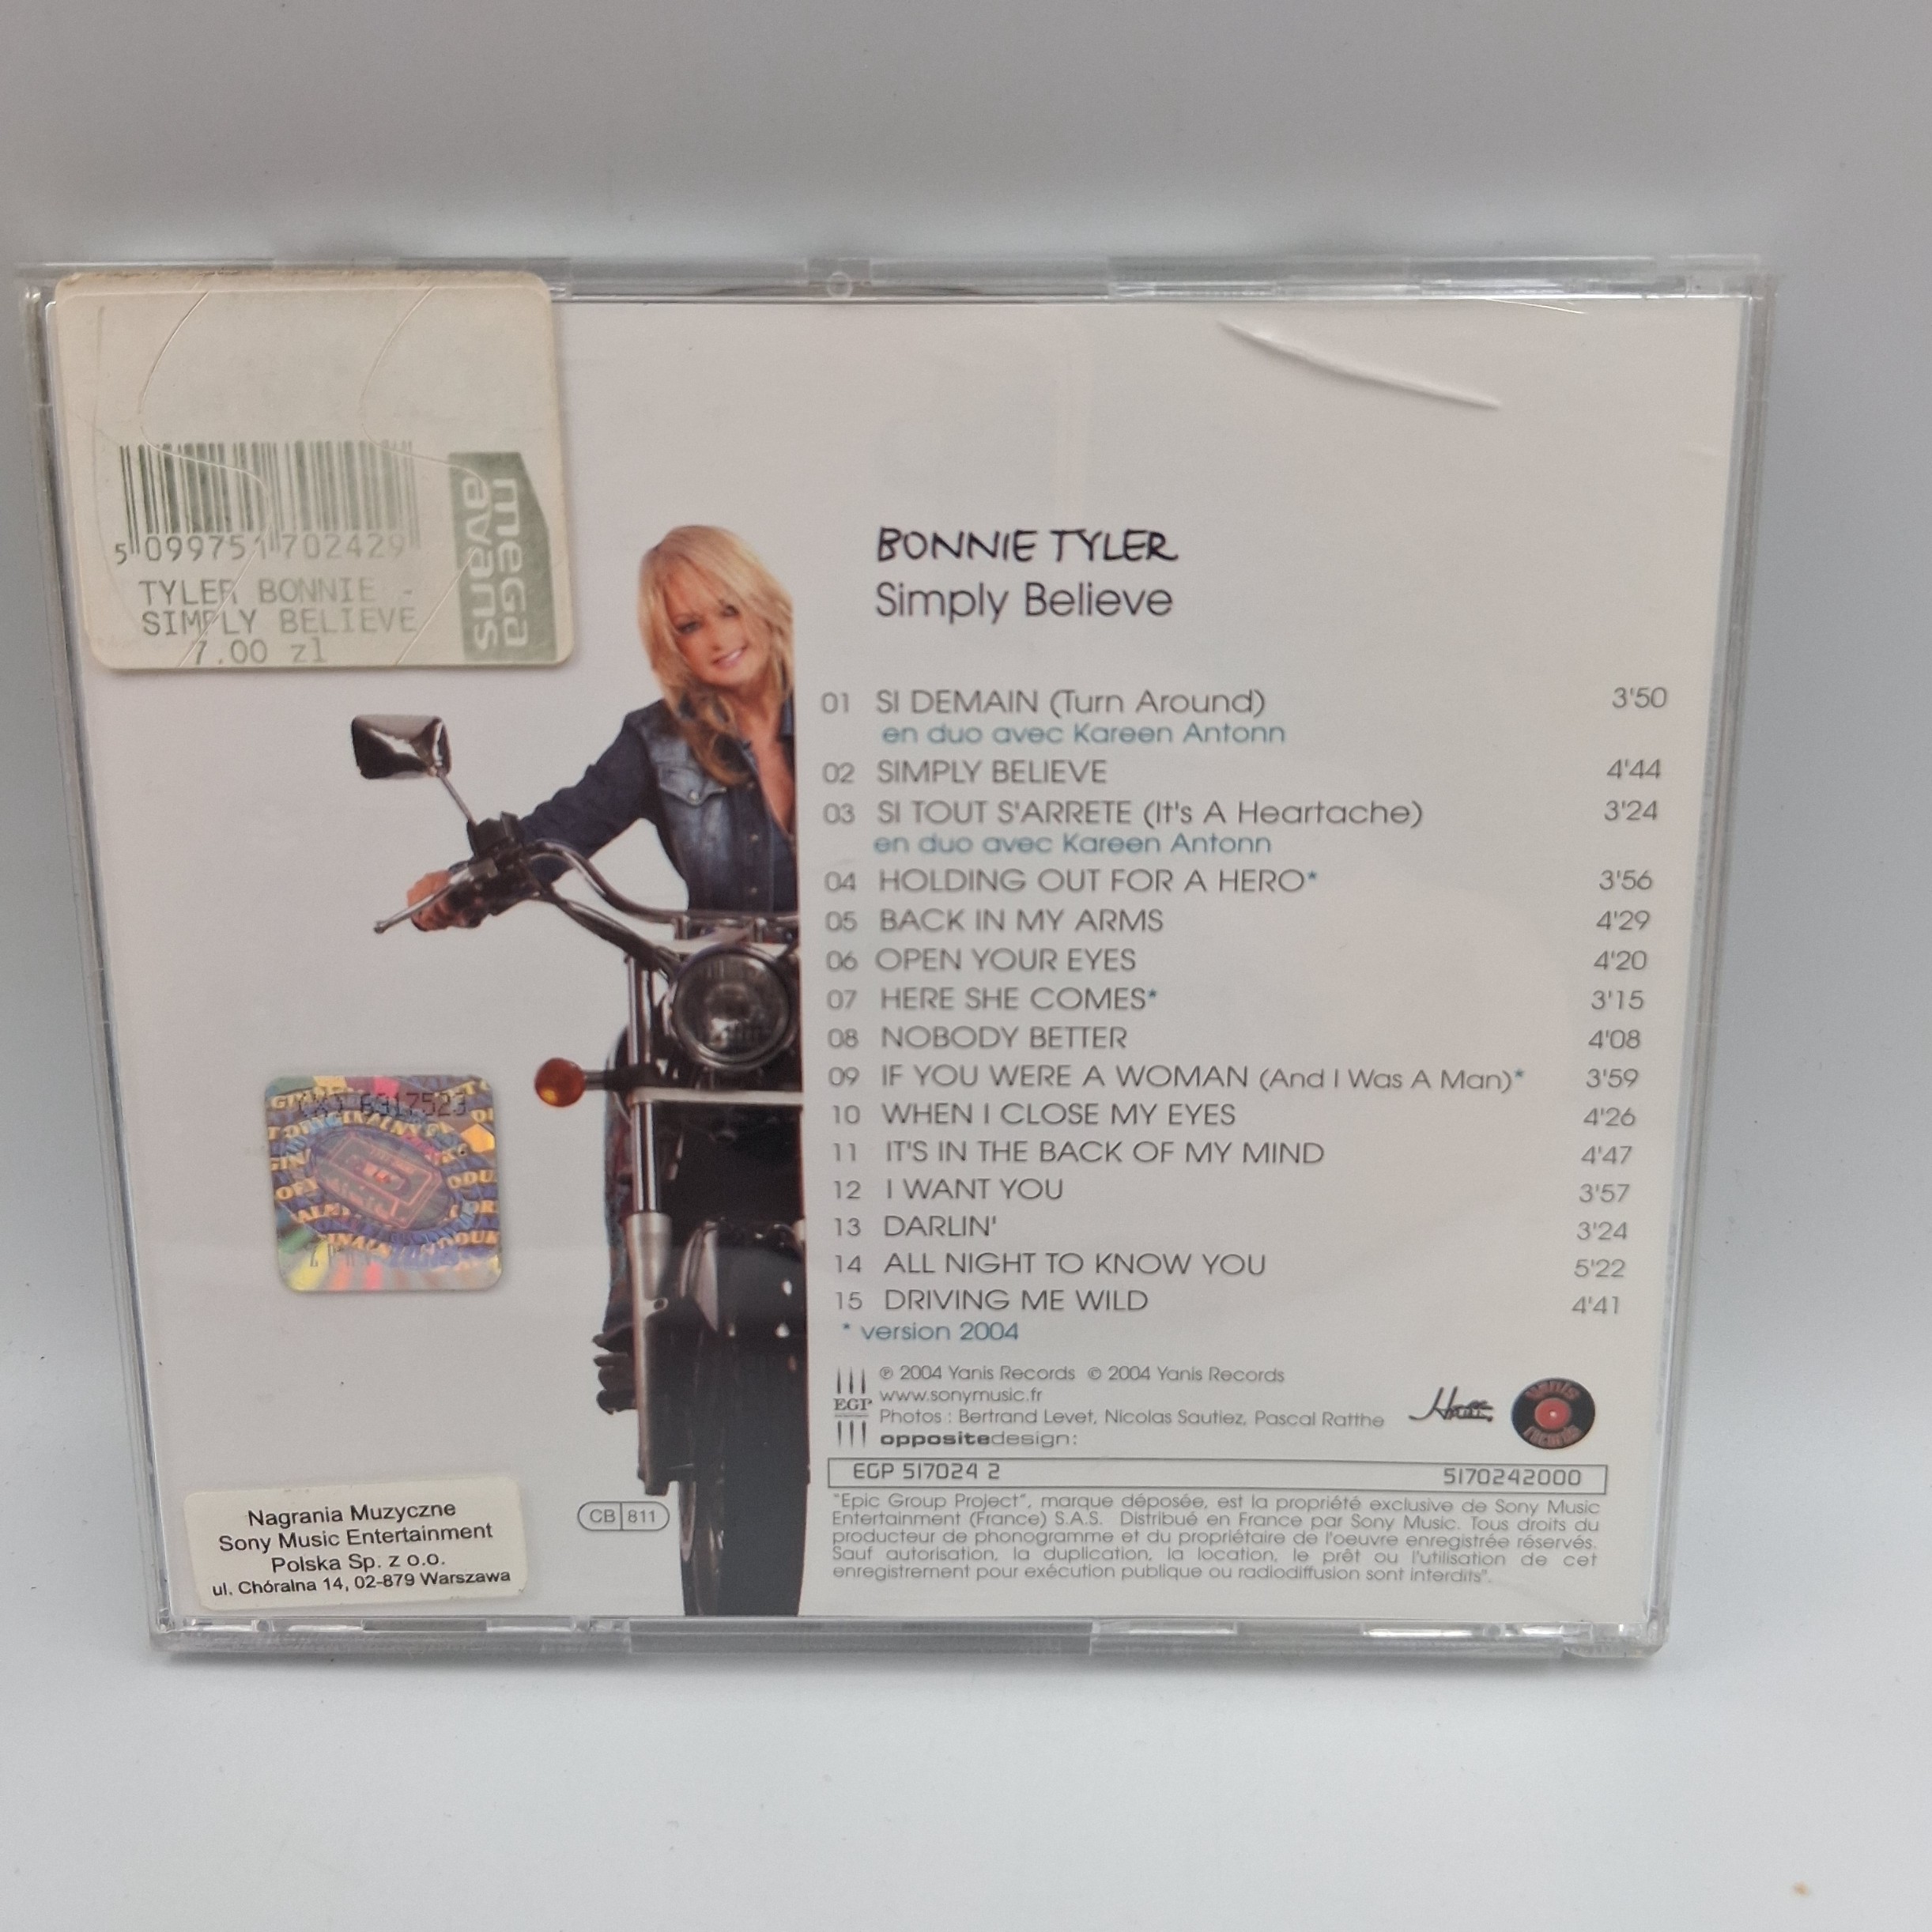 5 099751 702429
TYLER BONNIE -
SIMPLY BELIEVE
7.00 zl
mega
avans
BONNIE TYLER
Simply Believe
01 SI DEMAIN (Turn Around) 3'50
en duo avec Kareen Antonn
02 SIMPLY BELIEVE 4'44
03 SI TOUT S'ARRETE (It's A Heartache) 3'24
en duo avec Kareen Antonn
04 HOLDING OUT FOR A HERO* 3'56
05 BACK IN MY ARMS 4'29
06 OPEN YOUR EYES 4'20
07 HERE SHE COMES* 3'15
08 NOBODY BETTER 4'08
09 IF YOU WERE A WOMAN (And I Was A Man)* 3'59
10 WHEN I CLOSE MY EYES 4'26
11 IT'S IN THE BACK OF MY MIND 4'47
12 I WANT YOU 3'57
13 DARLIN' 3'24
14 ALL NIGHT TO KNOW YOU 5'22
15 DRIVING ME WILD 4'41
* version 2004
℗ 2004 Yanis Records © 2004 Yanis Records
www.sonymusic.fr
EGP
Photos : Bertrand Levet, Nicolas Sautiez, Pascal Ratthe
oppositedesign:
yanis
records
EGP 517024 2 5170242000
"Epic Group Project", marque déposée, est la propriété exclusive de Sony Music
Entertainment (France) S.A.S. Distribué en France par Sony Music. Tous droits du
producteur de phonogramme et du propriétaire de l'oeuvre enregistrée réservés.
Sauf autorisation, la duplication, la location, le prêt ou l'utilisation de cet
enregistrement pour exécution publique ou radiodiffusion sont interdits".
CB 811
Nagrania Muzyczne
Sony Music Entertainment
Polska Sp. z o.o.
ul. Chóralna 14, 02-879 Warszawa